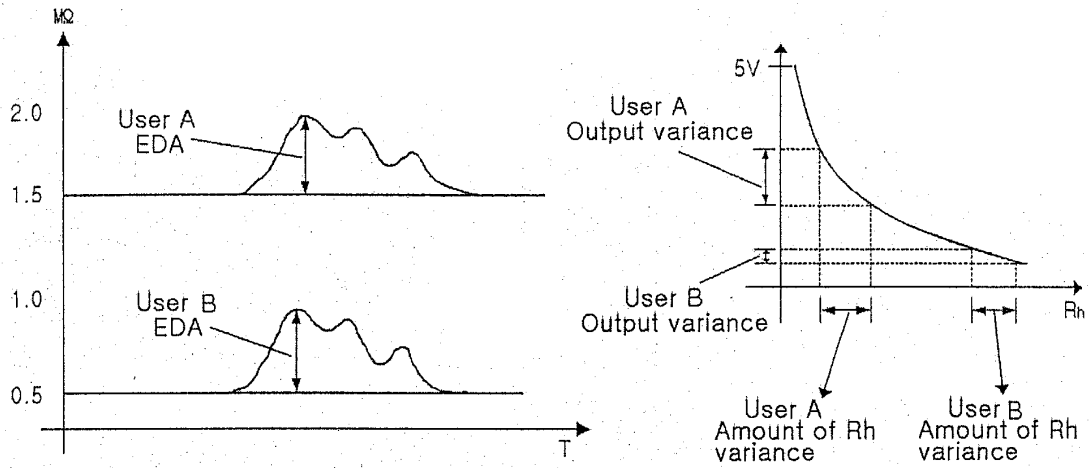 MΩ
2.0
User A
EDA
1.5
1.0
User B
EDA
0.5
T
5V
User A
Output variance
User B
Output variance
Rh
User A
Amount of Rh
variance
User B
Amount of Rh
variance